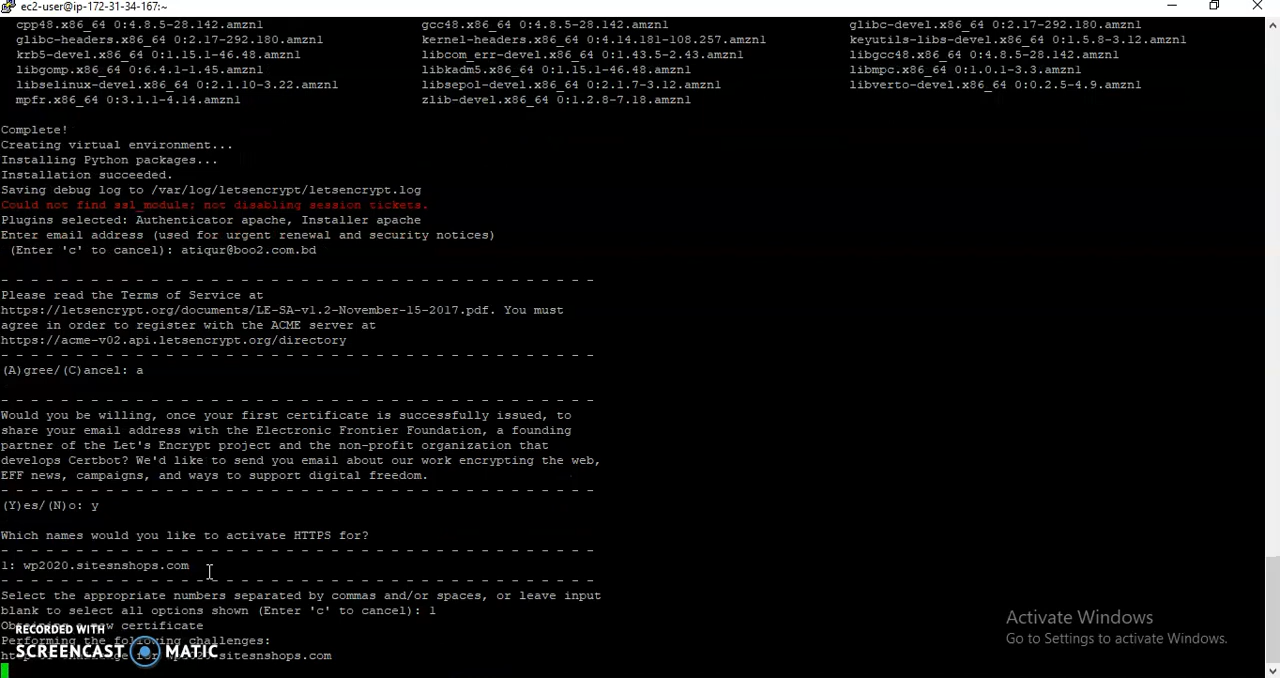 ec2-user@ip-172-31-34-167:~
cpp48.x86_64 0:4.8.5-28.142.amzn1 gcc48.x86_64 0:4.8.5-28.142.amzn1 glibc-devel.x86_64 0:2.17-292.180.amzn1
glibc-headers.x86_64 0:2.17-292.180.amzn1 kernel-headers.x86_64 0:4.14.181-108.257.amzn1 keyutils-libs-devel.x86_64 0:1.5.8-3.12.amzn1
krb5-devel.x86_64 0:1.15.1-46.48.amzn1 libcom_err-devel.x86_64 0:1.43.5-2.43.amzn1 libgcc48.x86_64 0:4.8.5-28.142.amzn1
libgomp.x86_64 0:6.4.1-1.45.amzn1 libkadm5.x86_64 0:1.15.1-46.48.amzn1 libmpc.x86_64 0:1.0.1-3.3.amzn1
libselinux-devel.x86_64 0:2.1.10-3.22.amzn1 libsepol-devel.x86_64 0:2.1.7-3.12.amzn1 libverto-devel.x86_64 0:0.2.5-4.9.amzn1
mpfr.x86_64 0:3.1.1-4.14.amzn1 zlib-devel.x86_64 0:1.2.8-7.18.amzn1
Complete!
Creating virtual environment...
Installing Python packages...
Installation succeeded.
Saving debug log to /var/log/letsencrypt/letsencrypt.log
Could not find ssl_module; not disabling session tickets.
Plugins selected: Authenticator apache, Installer apache
Enter email address (used for urgent renewal and security notices)
(Enter 'c' to cancel): atiqur@boo2.com.bd
- - - - - - - - - - - - - - - - - - - - - - - - - - - - - - - - - - - - - - - -
Please read the Terms of Service at
https://letsencrypt.org/documents/LE-SA-v1.2-November-15-2017.pdf. You must
agree in order to register with the ACME server at
https://acme-v02.api.letsencrypt.org/directory
- - - - - - - - - - - - - - - - - - - - - - - - - - - - - - - - - - - - - - - -
(A)gree/(C)ancel: a
- - - - - - - - - - - - - - - - - - - - - - - - - - - - - - - - - - - - - - - -
Would you be willing, once your first certificate is successfully issued, to
share your email address with the Electronic Frontier Foundation, a founding
partner of the Let's Encrypt project and the non-profit organization that
develops Certbot? We'd like to send you email about our work encrypting the web,
EFF news, campaigns, and ways to support digital freedom.
- - - - - - - - - - - - - - - - - - - - - - - - - - - - - - - - - - - - - - - -
(Y)es/(N)o: y
Which names would you like to activate HTTPS for?
- - - - - - - - - - - - - - - - - - - - - - - - - - - - - - - - - - - - - - - -
1: wp2020.sitesnshops.com
- - - - - - - - - - - - - - - - - - - - - - - - - - - - - - - - - - - - - - - -
Select the appropriate numbers separated by commas and/or spaces, or leave input
blank to select all options shown (Enter 'c' to cancel): 1
certificate
Performing the following challenges:
sitesnshops.com
RECORDED WITH
SCREENCAST MATIC
Activate Windows
Go to Settings to activate Windows.